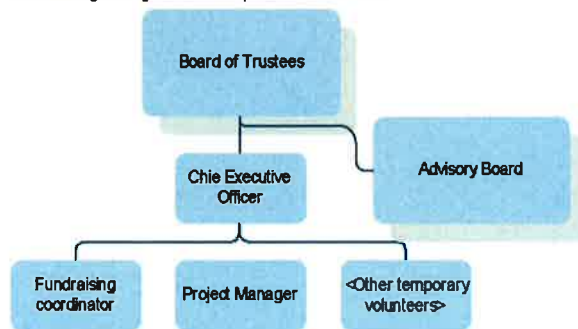 Board of Trustees
Advisory Board
Chie Executive
Officer
Fundraising
coordinator
Project Manager
<Other temporary
volunteers>